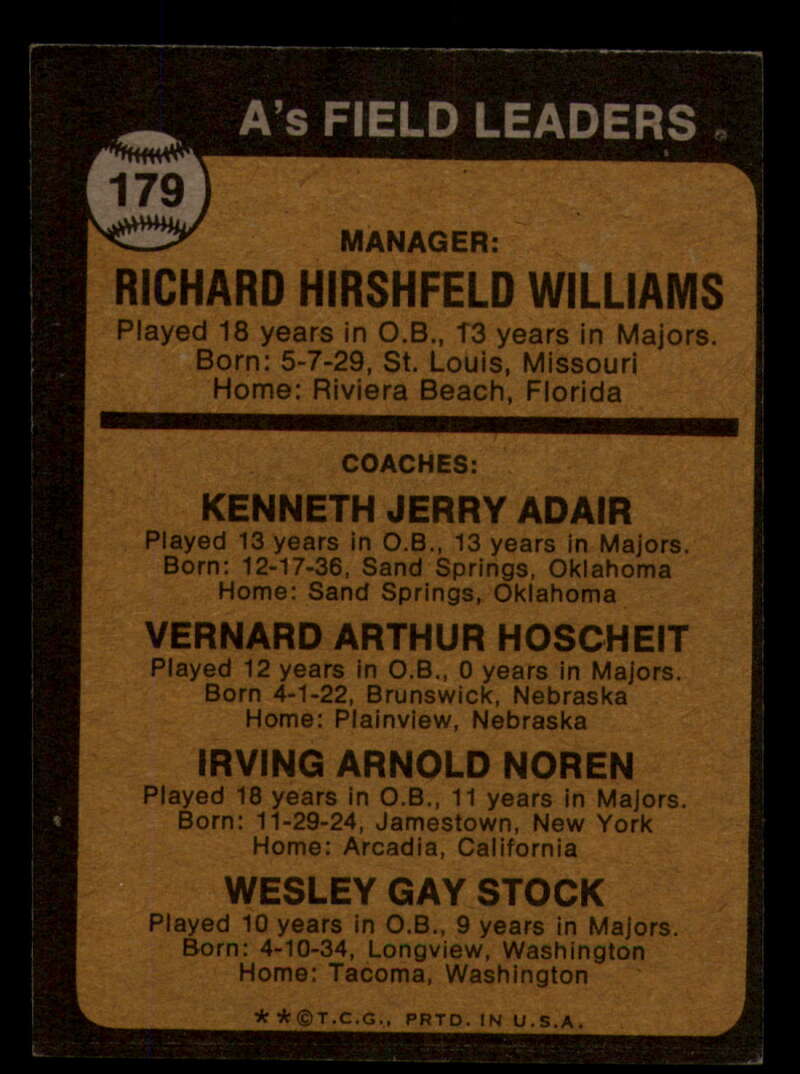 A's FIELD LEADERS
179
MANAGER:
RICHARD HIRSHFELD WILLIAMS
Played 18 years in O.B., 13 years in Majors.
Born: 5-7-29, St. Louis, Missouri
Home: Riviera Beach, Florida
COACHES:
KENNETH JERRY ADAIR
Played 13 years in O.B., 13 years in Majors.
Born: 12-17-36, Sand Springs, Oklahoma
Home: Sand Springs, Oklahoma
VERNARD ARTHUR HOSCHEIT
Played 12 years in O.B., 0 years in Majors.
Born 4-1-22, Brunswick, Nebraska
Home: Plainview, Nebraska
IRVING ARNOLD NOREN
Played 18 years in O.B., 11 years in Majors.
Born: 11-29-24, Jamestown, New York
Home: Arcadia, California
WESLEY GAY STOCK
Played 10 years in O.B., 9 years in Majors.
Born: 4-10-34, Longview, Washington
Home: Tacoma, Washington
**©T.C.G., PRTD. IN U.S.A.